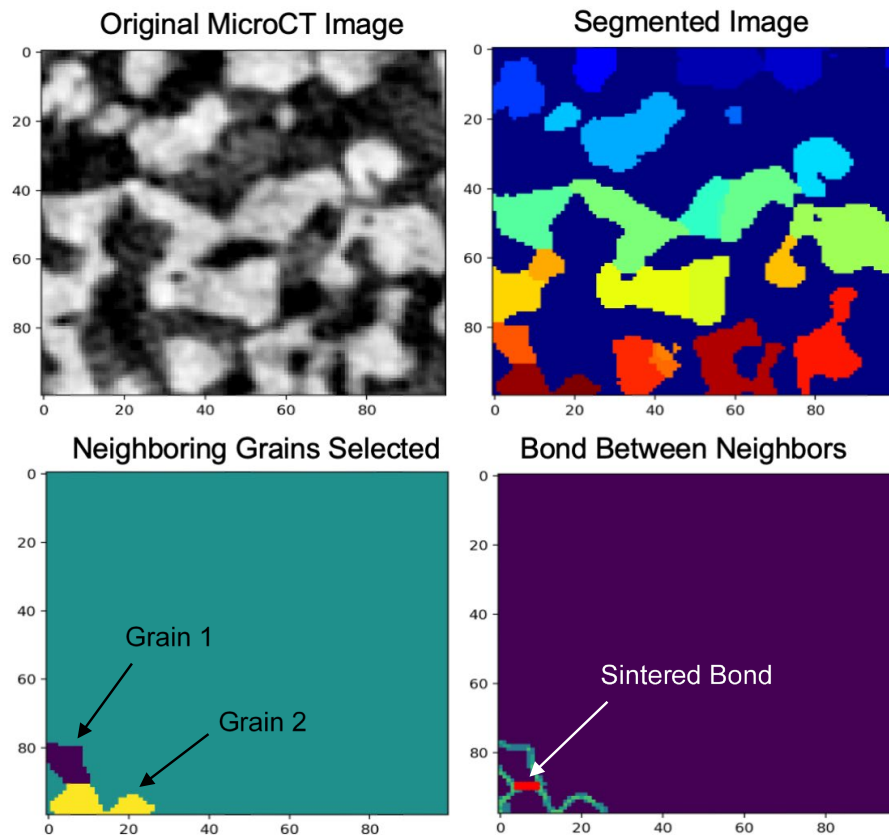 Original MicroCT Image
Segmented Image
0
20
40
60
80
0 20 40 60 80
0
20
40
60
80
0 20 40 60 80
Neighboring Grains Selected
Bond Between Neighbors
0
20
40
60
80
0 20 40 60 80
Grain 1
Grain 2
0
20
40
60
80
0 20 40 60 80
Sintered Bond